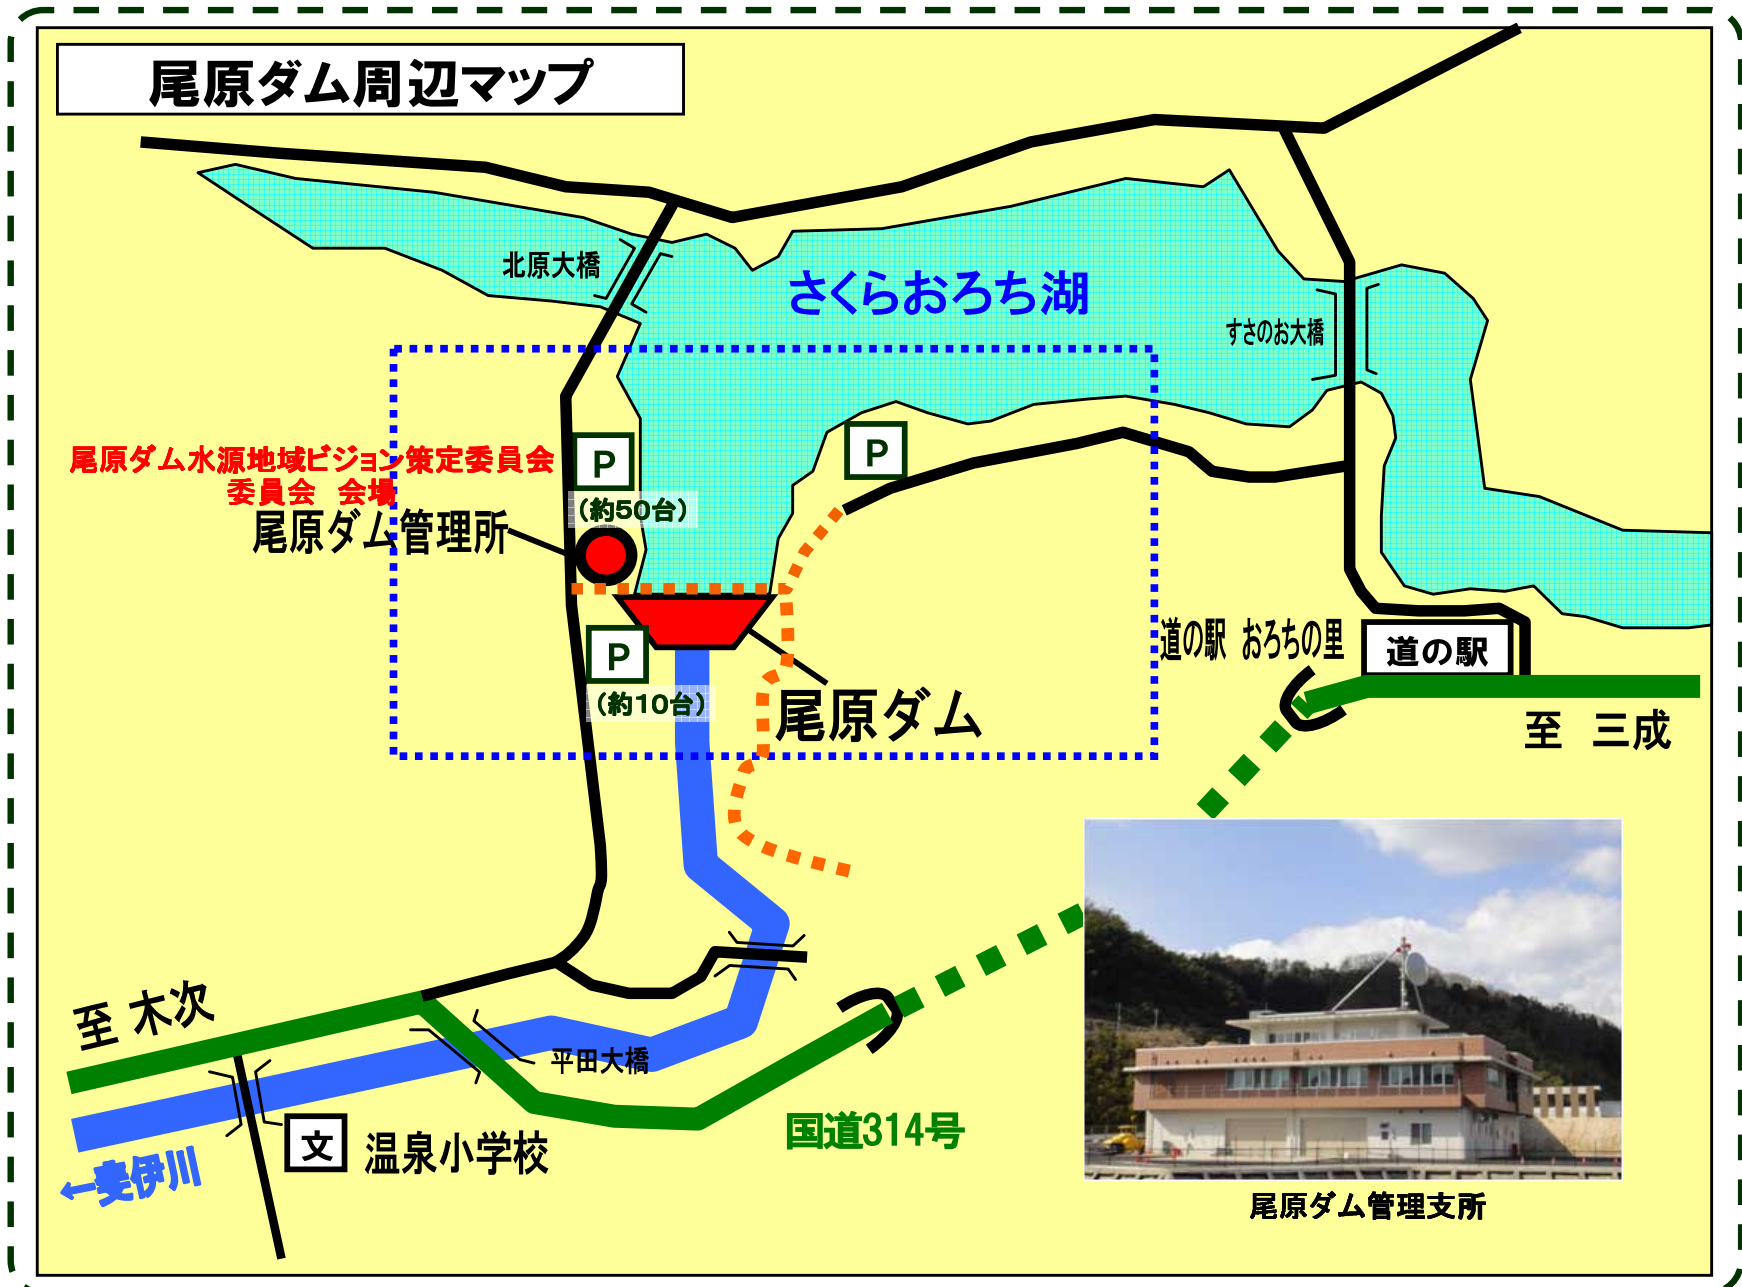 尾原ダム周辺マップ
北原大橋
さくらおろち湖
すさのお大橋
尾原ダム水源地域ビジョン策定委員会
委員会 会場
P
(約50台)
P
尾原ダム管理所
P
(約10台)
尾原ダム
道の駅 おろちの里
道の駅
至 三成
至 木次
平田大橋
国道314号
文
温泉小学校
←斐伊川
尾原ダム管理支所